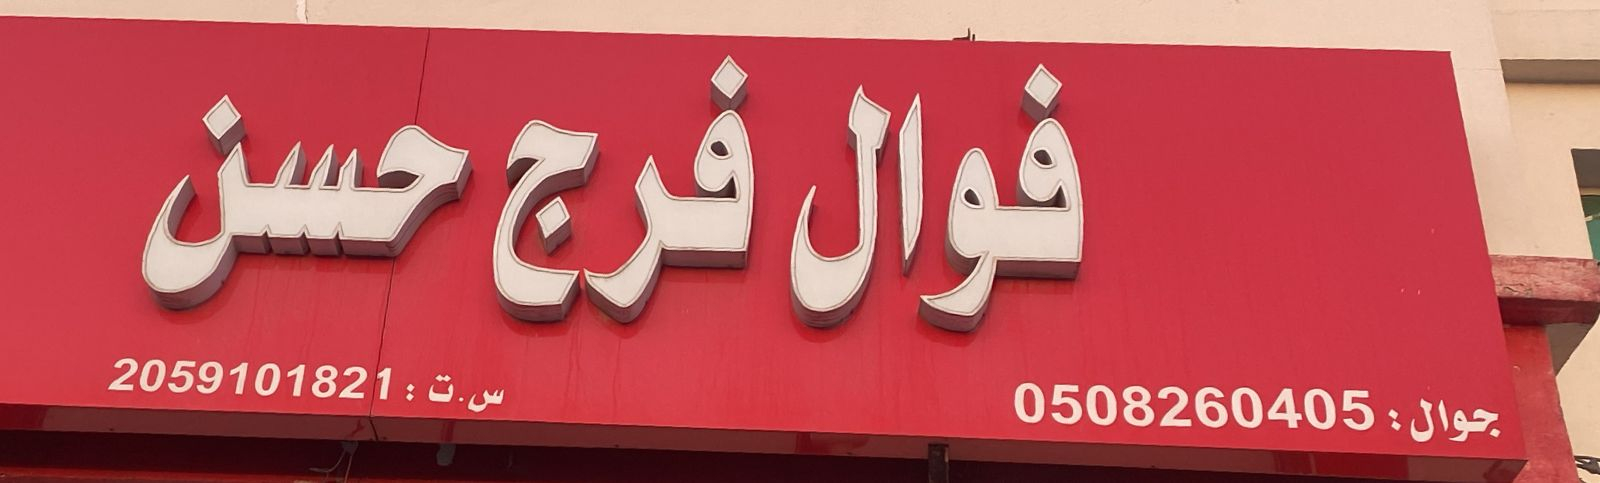 فوال فرج حسن
جوال : 0508260405
س.ت : 2059101821